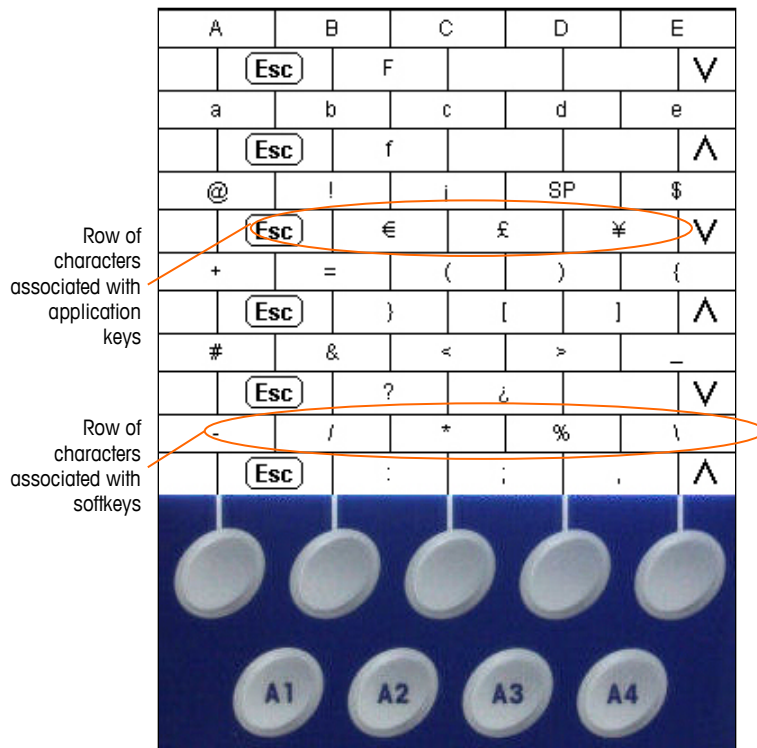 A B C D E
Esc F V
a b c d e
Esc f Λ
@ ! ¡ SP $
Esc € £ ¥ V
+ = ( ) {
Esc } [ ] Λ
# & < > _
Esc ? ¿ V
- / * % \
Esc : ; , Λ
Row of
characters
associated with
application
keys
Row of
characters
associated with
softkeys
A1 A2 A3 A4